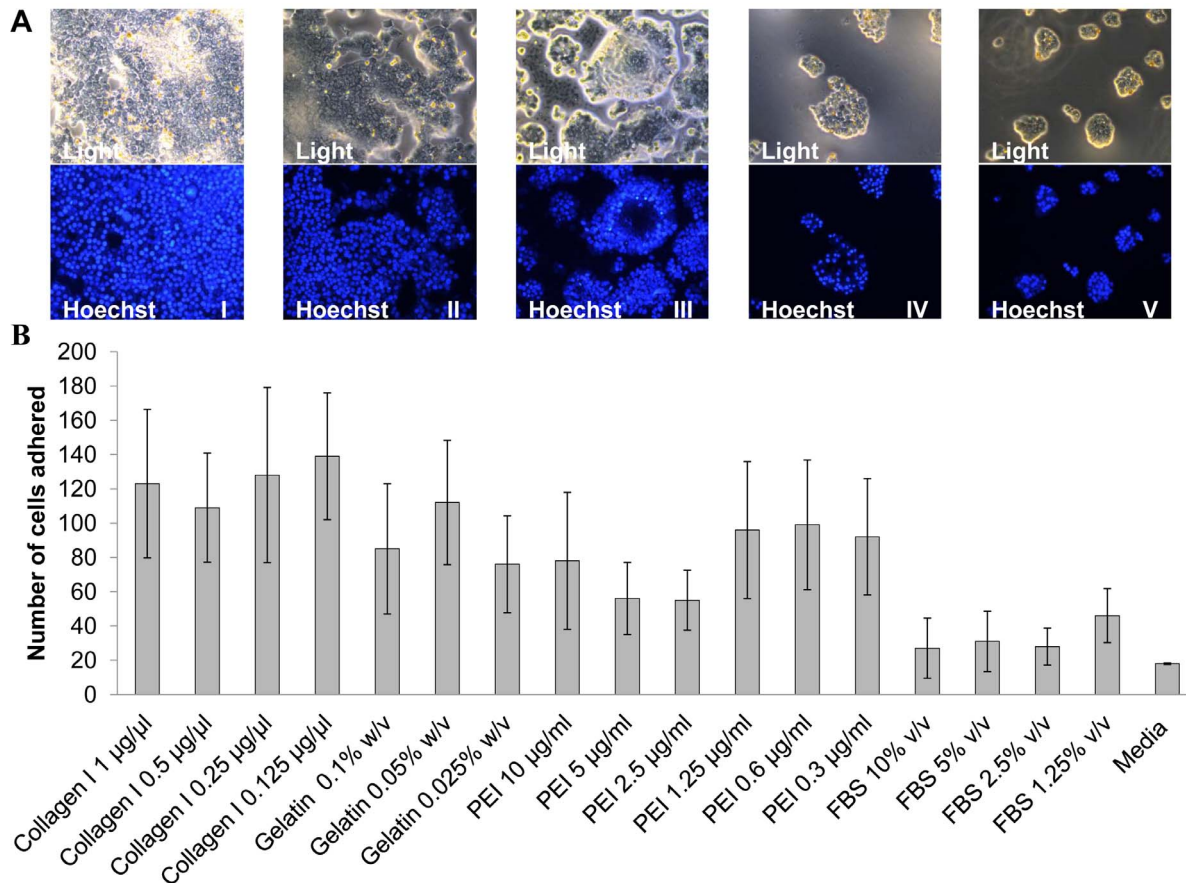 A
Light Light Light Light Light
Hoechst I Hoechst II Hoechst III Hoechst IV Hoechst V
B
Number of cells adhered
200
180
160
140
120
100
80
60
40
20
0
Collagen I 1 µg/µl
Collagen I 0.5 µg/µl
Collagen I 0.25 µg/µl
Collagen I 0.125 µg/µl
Gelatin 0.1% w/v
Gelatin 0.05% w/v
Gelatin 0.025% w/v
PEI 10 µg/ml
PEI 5 µg/ml
PEI 2.5 µg/ml
PEI 1.25 µg/ml
PEI 0.6 µg/ml
PEI 0.3 µg/ml
FBS 10% v/v
FBS 5% v/v
FBS 2.5% v/v
FBS 1.25% v/v
Media